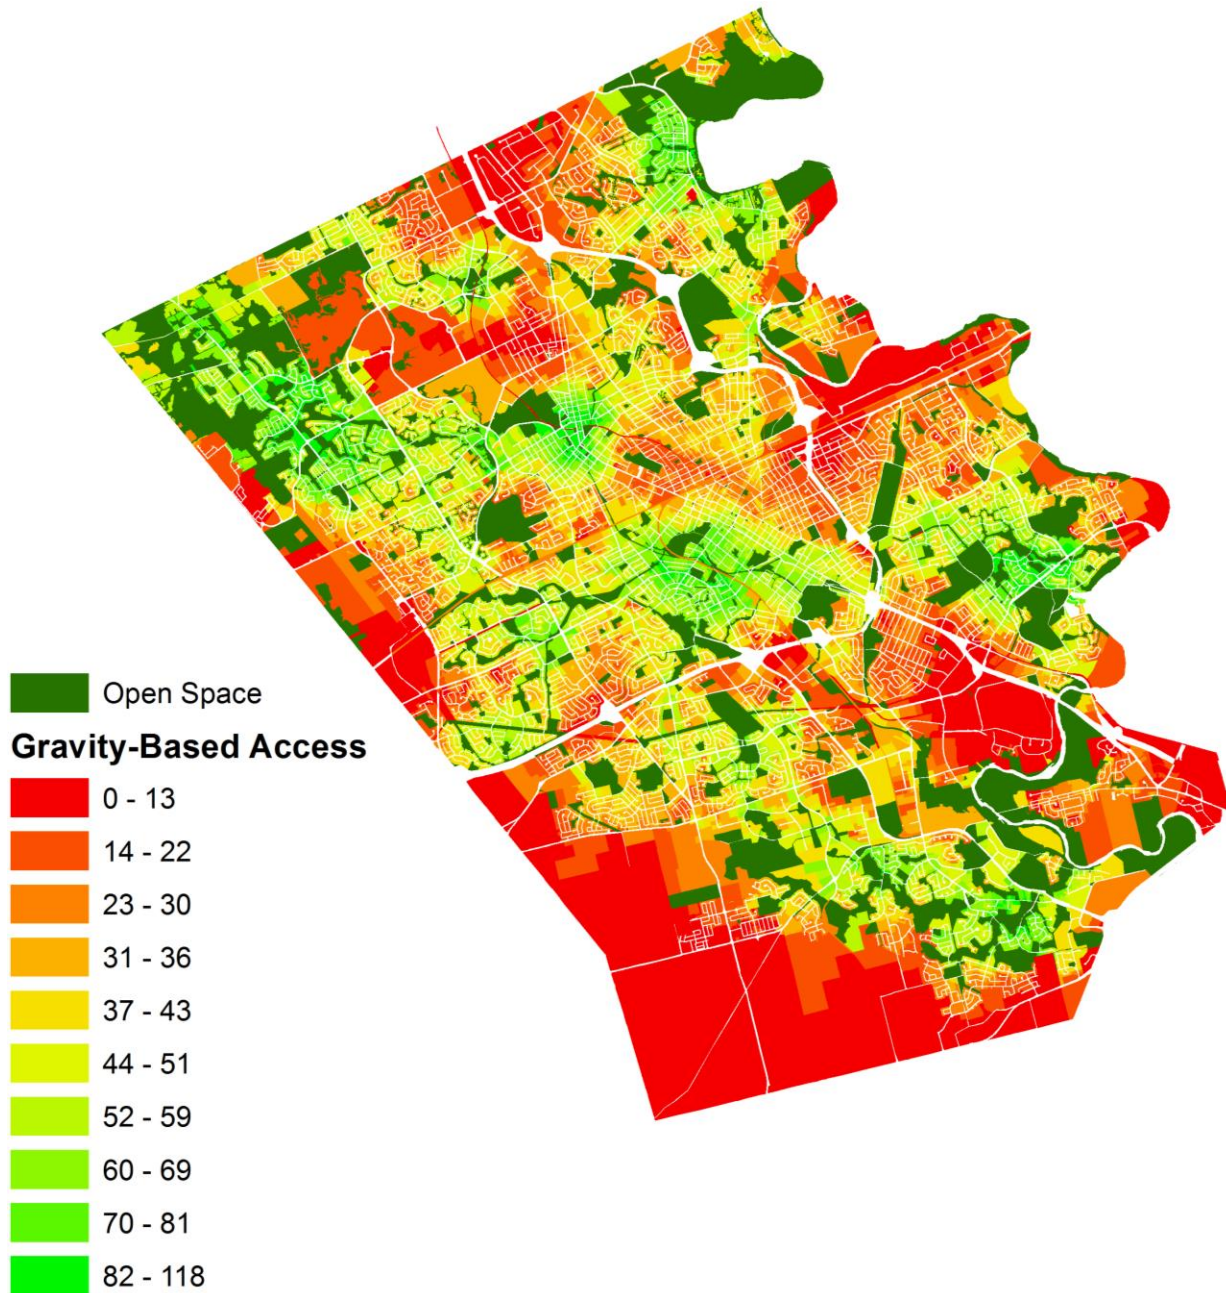 Open Space
Gravity-Based Access
0 - 13
14 - 22
23 - 30
31 - 36
37 - 43
44 - 51
52 - 59
60 - 69
70 - 81
82 - 118